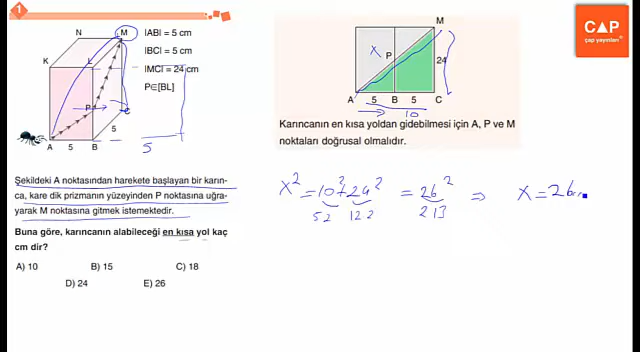 1
N M
K L
P
C
A 5 B
5
5
|AB| = 5 cm
|BC| = 5 cm
|MC| = 24 cm
P∈[BL]
Şekildeki A noktasından harekete başlayan bir karın-
ca, kare dik prizmanın yüzeyinden P noktasına uğra-
yarak M noktasına gitmek istemektedir.
Buna göre, karıncanın alabileceği en kısa yol kaç
cm dir?
A) 10 B) 15 C) 18
D) 24 E) 26
M
x P 24
A 5 B 5 C
10
Karıncanın en kısa yoldan gidebilmesi için A, P ve M
noktaları doğrusal olmalıdır.
x² = 10² + 24² = 26² ⇒ x = 26cm
5.2 12.2 2.13
ÇAP
çap yayınları